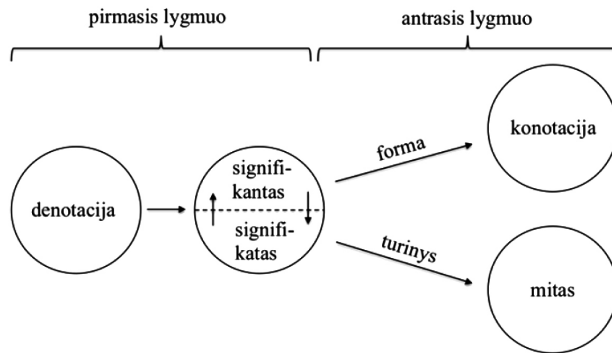 pirmasis lygmuo
antrasis lygmuo
denotacija
signifi-
kantas
signifi-
katas
forma
turinys
konotacija
mitas